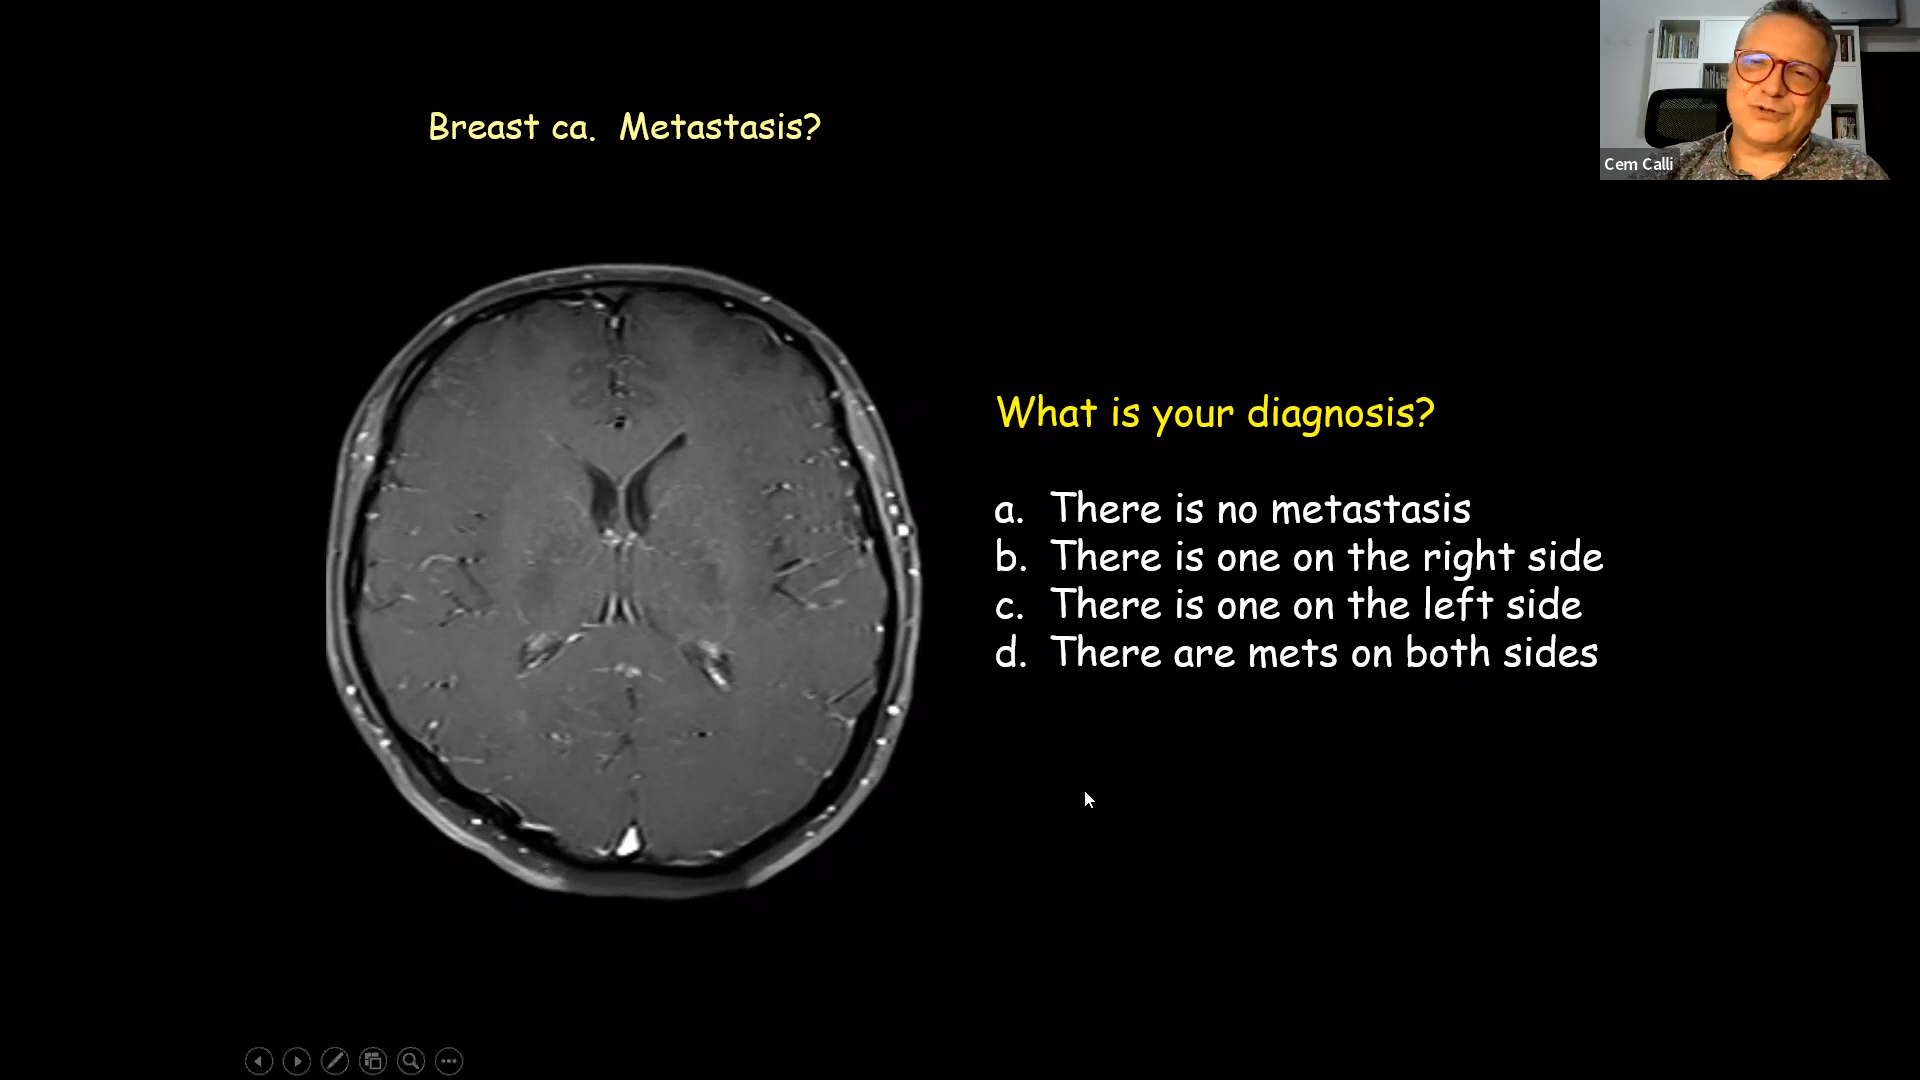 Cem Calli
Breast ca. Metastasis?
What is your diagnosis?
a. There is no metastasis
b. There is one on the right side
c. There is one on the left side
d. There are mets on both sides